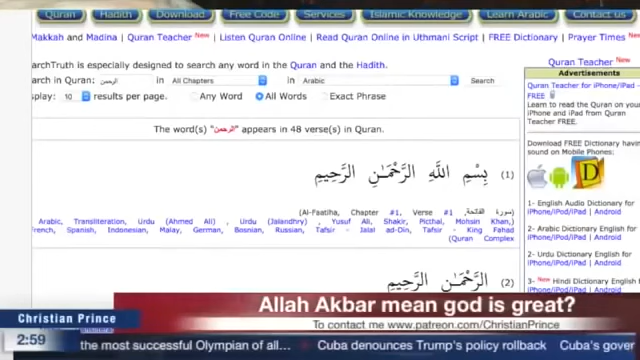 Quran Hadith Download Free Code Services Islamic Knowledge Learn Arabic Contact us
Makkah and Madina | Quran Teacher New | Listen Quran Online | Read Quran Online in Uthmani Script | FREE Dictionary | Prayer Times New
archTruth is especially designed to search any word in the Quran and the Hadith.
earch in Quran: الرحمن in All Chapters in Arabic Search
splay: 10 results per page. Any Word All Words Exact Phrase
The word(s) "الرحمن" appears in 48 verse(s) in Quran.
بِسْمِ اللَّهِ الرَّحْمَـٰنِ الرَّحِيمِ (1)
(Al-Faatiha, Chapter #1, Verse #1 سورة الفاتحة,
Arabic, Transliteration, Urdu (Ahmed Ali) , Urdu (Jalandhry) , Yusuf Ali, Shakir, Picthal, Mohsin Khan,
French, Spanish, Indonesian, Malay, German, Bosnian, Russian, Tafsir - Jalal ad-Din, Tafsir - King Fahad
(Quran Complex
الرَّحْمَـٰنِ الرَّحِيمِ (2)
Quran Teacher New
Advertisements
Quran Teacher for iPhone/iPad -
FREE
Learn to read the Quran on your
iPhone and iPad from Quran
Teacher FREE.
Download FREE Dictionary having
sound on Mobile Phones:
1- English Audio Dictionary for
iPhone/iPod/iPad | Android
2- Arabic Dictionary English for
iPhone/iPod/iPad | Android
2- Urdu Dictionary English for
iPhone/iPod/iPad | Android
3- New Hindi Dictionary English
Allah Akbar mean god is great?
Christian Prince
To contact me www.patreon.com/ChristianPrince
2:59 the most successful Olympian of all... Cuba denounces Trump's policy rollback Cuba's gover